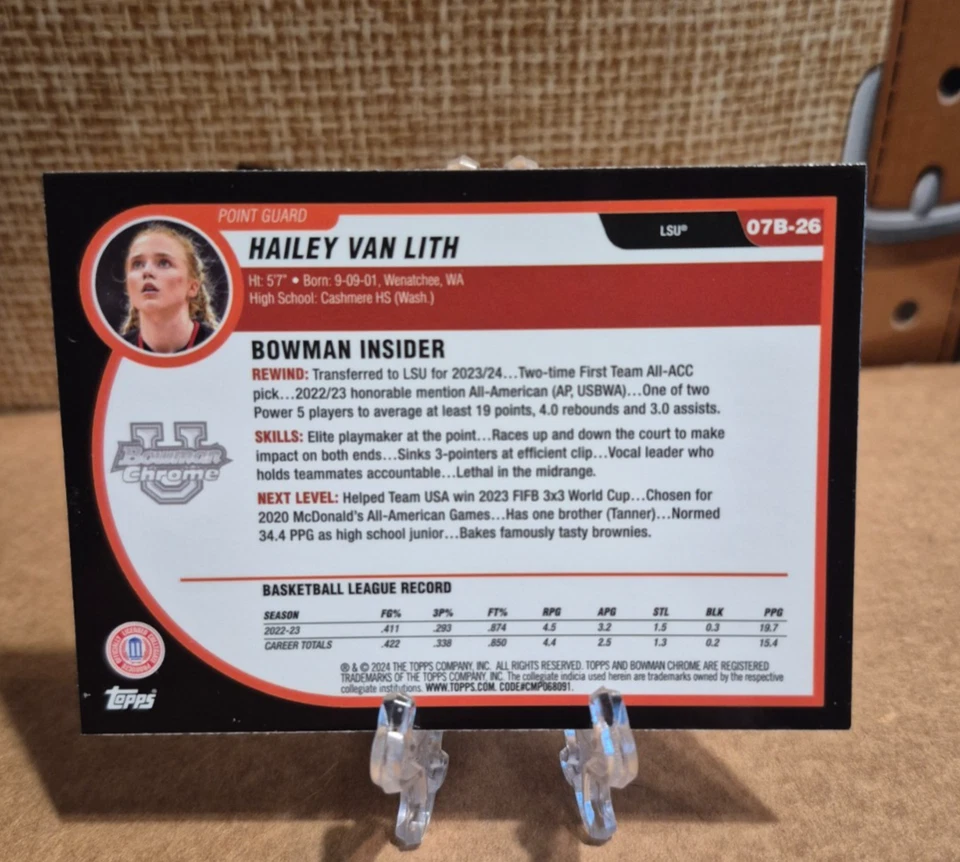 POINT GUARD
HAILEY VAN LITH
LSU®
07B-26
Ht: 5'7" • Born: 9-09-01, Wenatchee, WA
High School: Cashmere HS (Wash.)
BOWMAN INSIDER
REWIND: Transferred to LSU for 2023/24...Two-time First Team All-ACC
pick...2022/23 honorable mention All-American (AP, USBWA)...One of two
Power 5 players to average at least 19 points, 4.0 rebounds and 3.0 assists.
SKILLS: Elite playmaker at the point...Races up and down the court to make
impact on both ends...Sinks 3-pointers at efficient clip...Vocal leader who
holds teammates accountable...Lethal in the midrange.
NEXT LEVEL: Helped Team USA win 2023 FIFB 3x3 World Cup...Chosen for
2020 McDonald's All-American Games...Has one brother (Tanner)...Normed
34.4 PPG as high school junior...Bakes famously tasty brownies.
U
Bowman
Chrome
BASKETBALL LEAGUE RECORD
SEASON FG% 3P% FT% RPG APG STL BLK PPG
2022-23 .411 .293 .874 4.5 3.2 1.5 0.3 19.7
CAREER TOTALS .422 .338 .850 4.4 2.5 1.3 0.2 15.4
® & © 2024 THE TOPPS COMPANY, INC. ALL RIGHTS RESERVED. TOPPS AND BOWMAN CHROME ARE REGISTERED
TRADEMARKS OF THE TOPPS COMPANY, INC. The collegiate indicia used herein are trademarks owned by the respective
collegiate institutions. WWW.TOPPS.COM. CODE#CMP068091.
Topps®